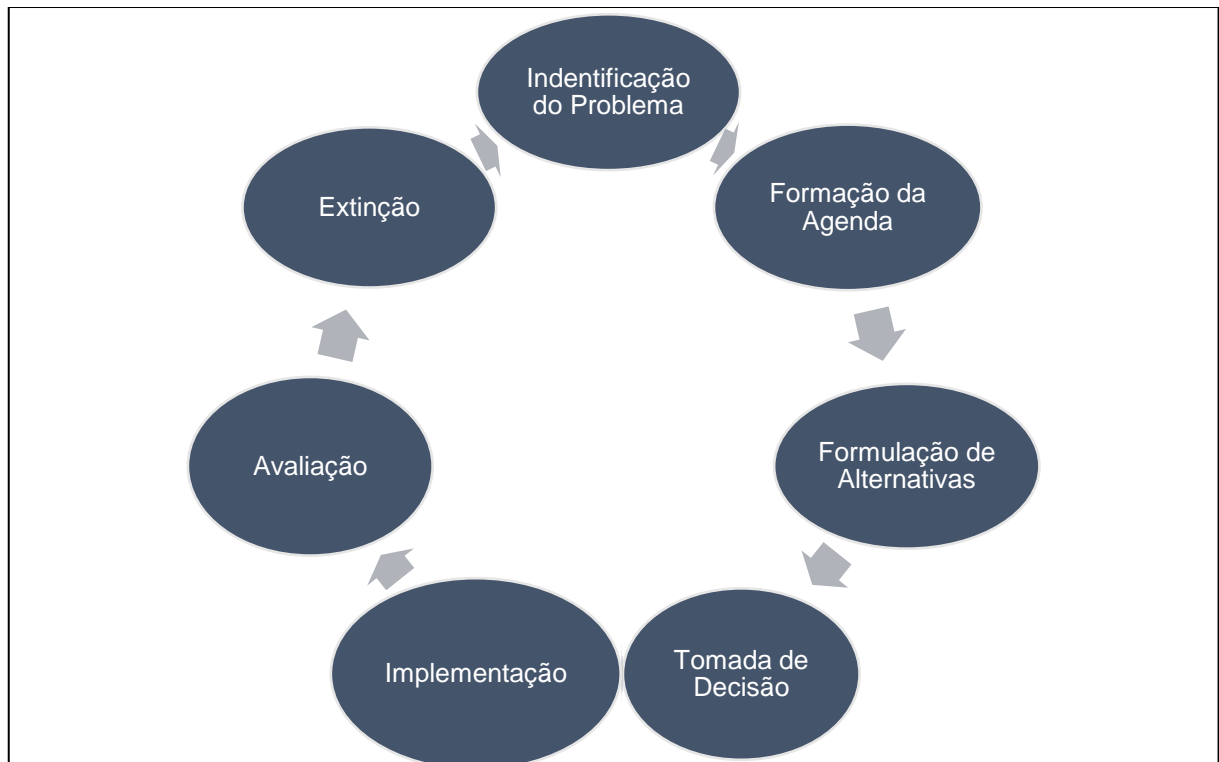 Indentificação
do Problema
Formação da
Agenda
Formulação de
Alternativas
Tomada de
Decisão
Implementação
Avaliação
Extinção